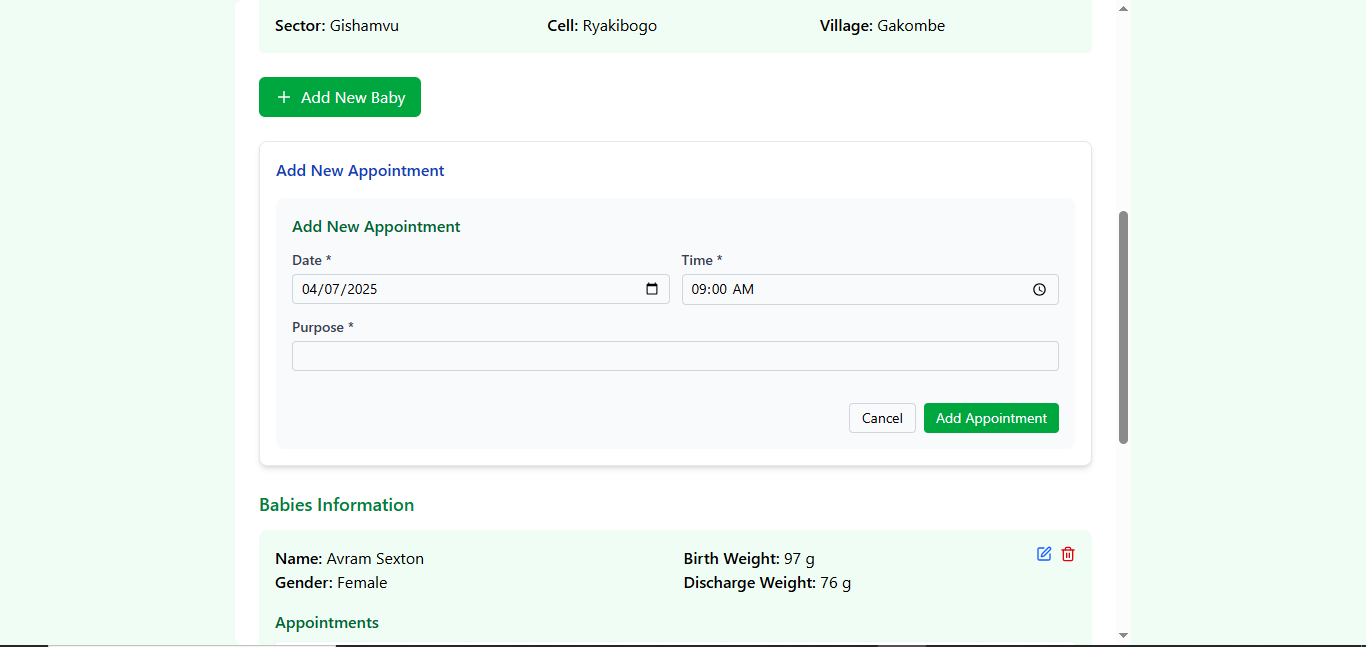 Sector: Gishamvu Cell: Ryakibogo Village: Gakombe
+ Add New Baby
Add New Appointment
Add New Appointment
Date * Time *
04/07/2025 09:00 AM
Purpose *
Cancel Add Appointment
Babies Information
Name: Avram Sexton Birth Weight: 97 g
Gender: Female Discharge Weight: 76 g
Appointments